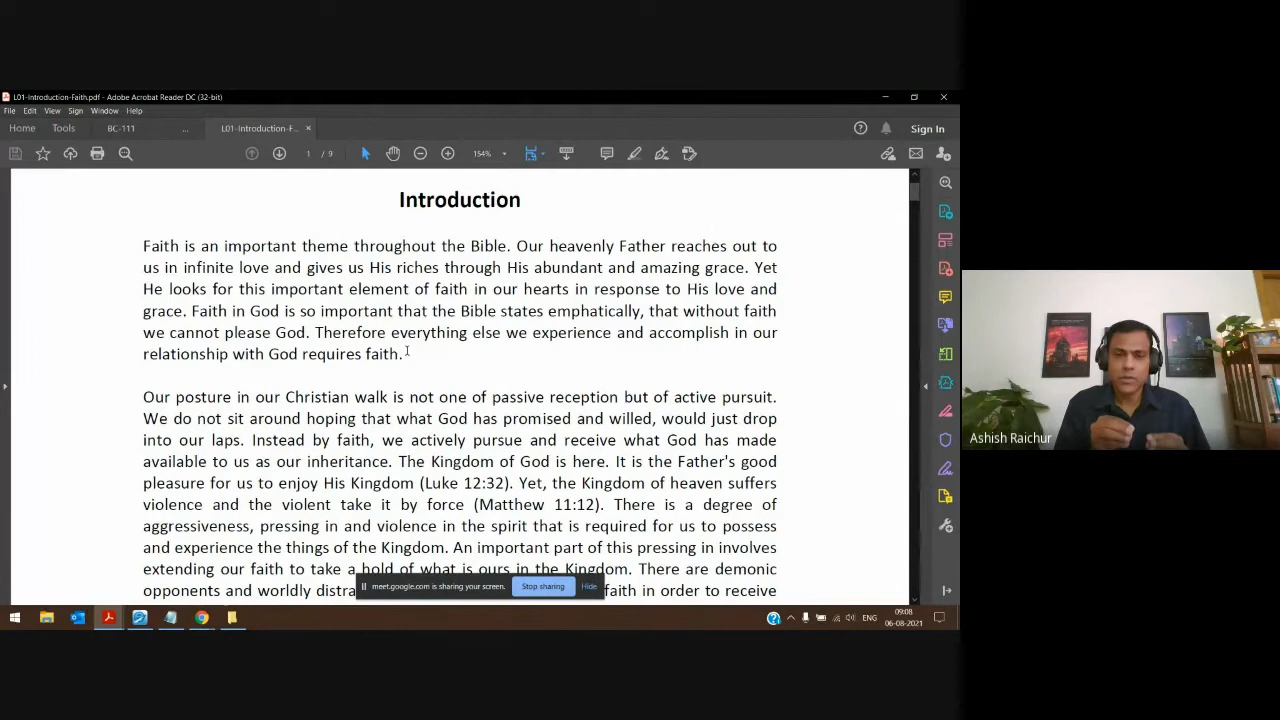 L01-Introduction-Faith.pdf - Adobe Acrobat Reader DC (32-bit)
File Edit View Sign Window Help
Home Tools BC-111 ... L01-Introduction-F... × Sign In
1 / 9 154%
Introduction
Faith is an important theme throughout the Bible. Our heavenly Father reaches out to
us in infinite love and gives us His riches through His abundant and amazing grace. Yet
He looks for this important element of faith in our hearts in response to His love and
grace. Faith in God is so important that the Bible states emphatically, that without faith
we cannot please God. Therefore everything else we experience and accomplish in our
relationship with God requires faith.
Our posture in our Christian walk is not one of passive reception but of active pursuit.
We do not sit around hoping that what God has promised and willed, would just drop
into our laps. Instead by faith, we actively pursue and receive what God has made
available to us as our inheritance. The Kingdom of God is here. It is the Father's good
pleasure for us to enjoy His Kingdom (Luke 12:32). Yet, the Kingdom of heaven suffers
violence and the violent take it by force (Matthew 11:12). There is a degree of
aggressiveness, pressing in and violence in the spirit that is required for us to possess
and experience the things of the Kingdom. An important part of this pressing in involves
extending our faith to take a hold of what is ours in the Kingdom. There are demonic
opponents and worldly distra faith in order to receive
meet.google.com is sharing your screen. Stop sharing Hide
Ashish Raichur
ENG
09:08
06-08-2021